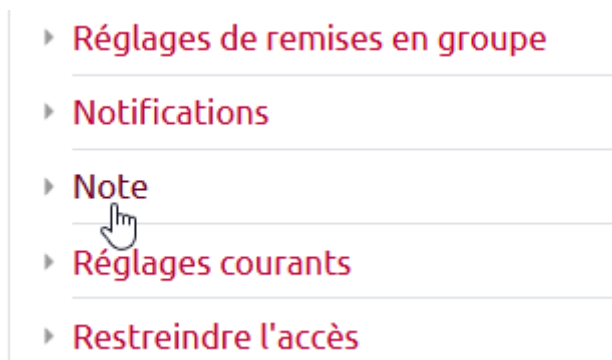 Réglages de remises en groupe
Notifications
Note
Réglages courants
Restreindre l'accès